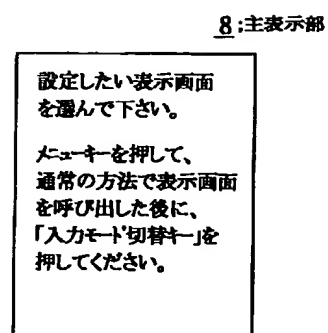 8;主表示部
設定したい表示画面
を選んで下さい。
メニューキーを押して、
通常の方法で表示画面
を呼び出した後に、
「入力モード切替キー」を
押してください。